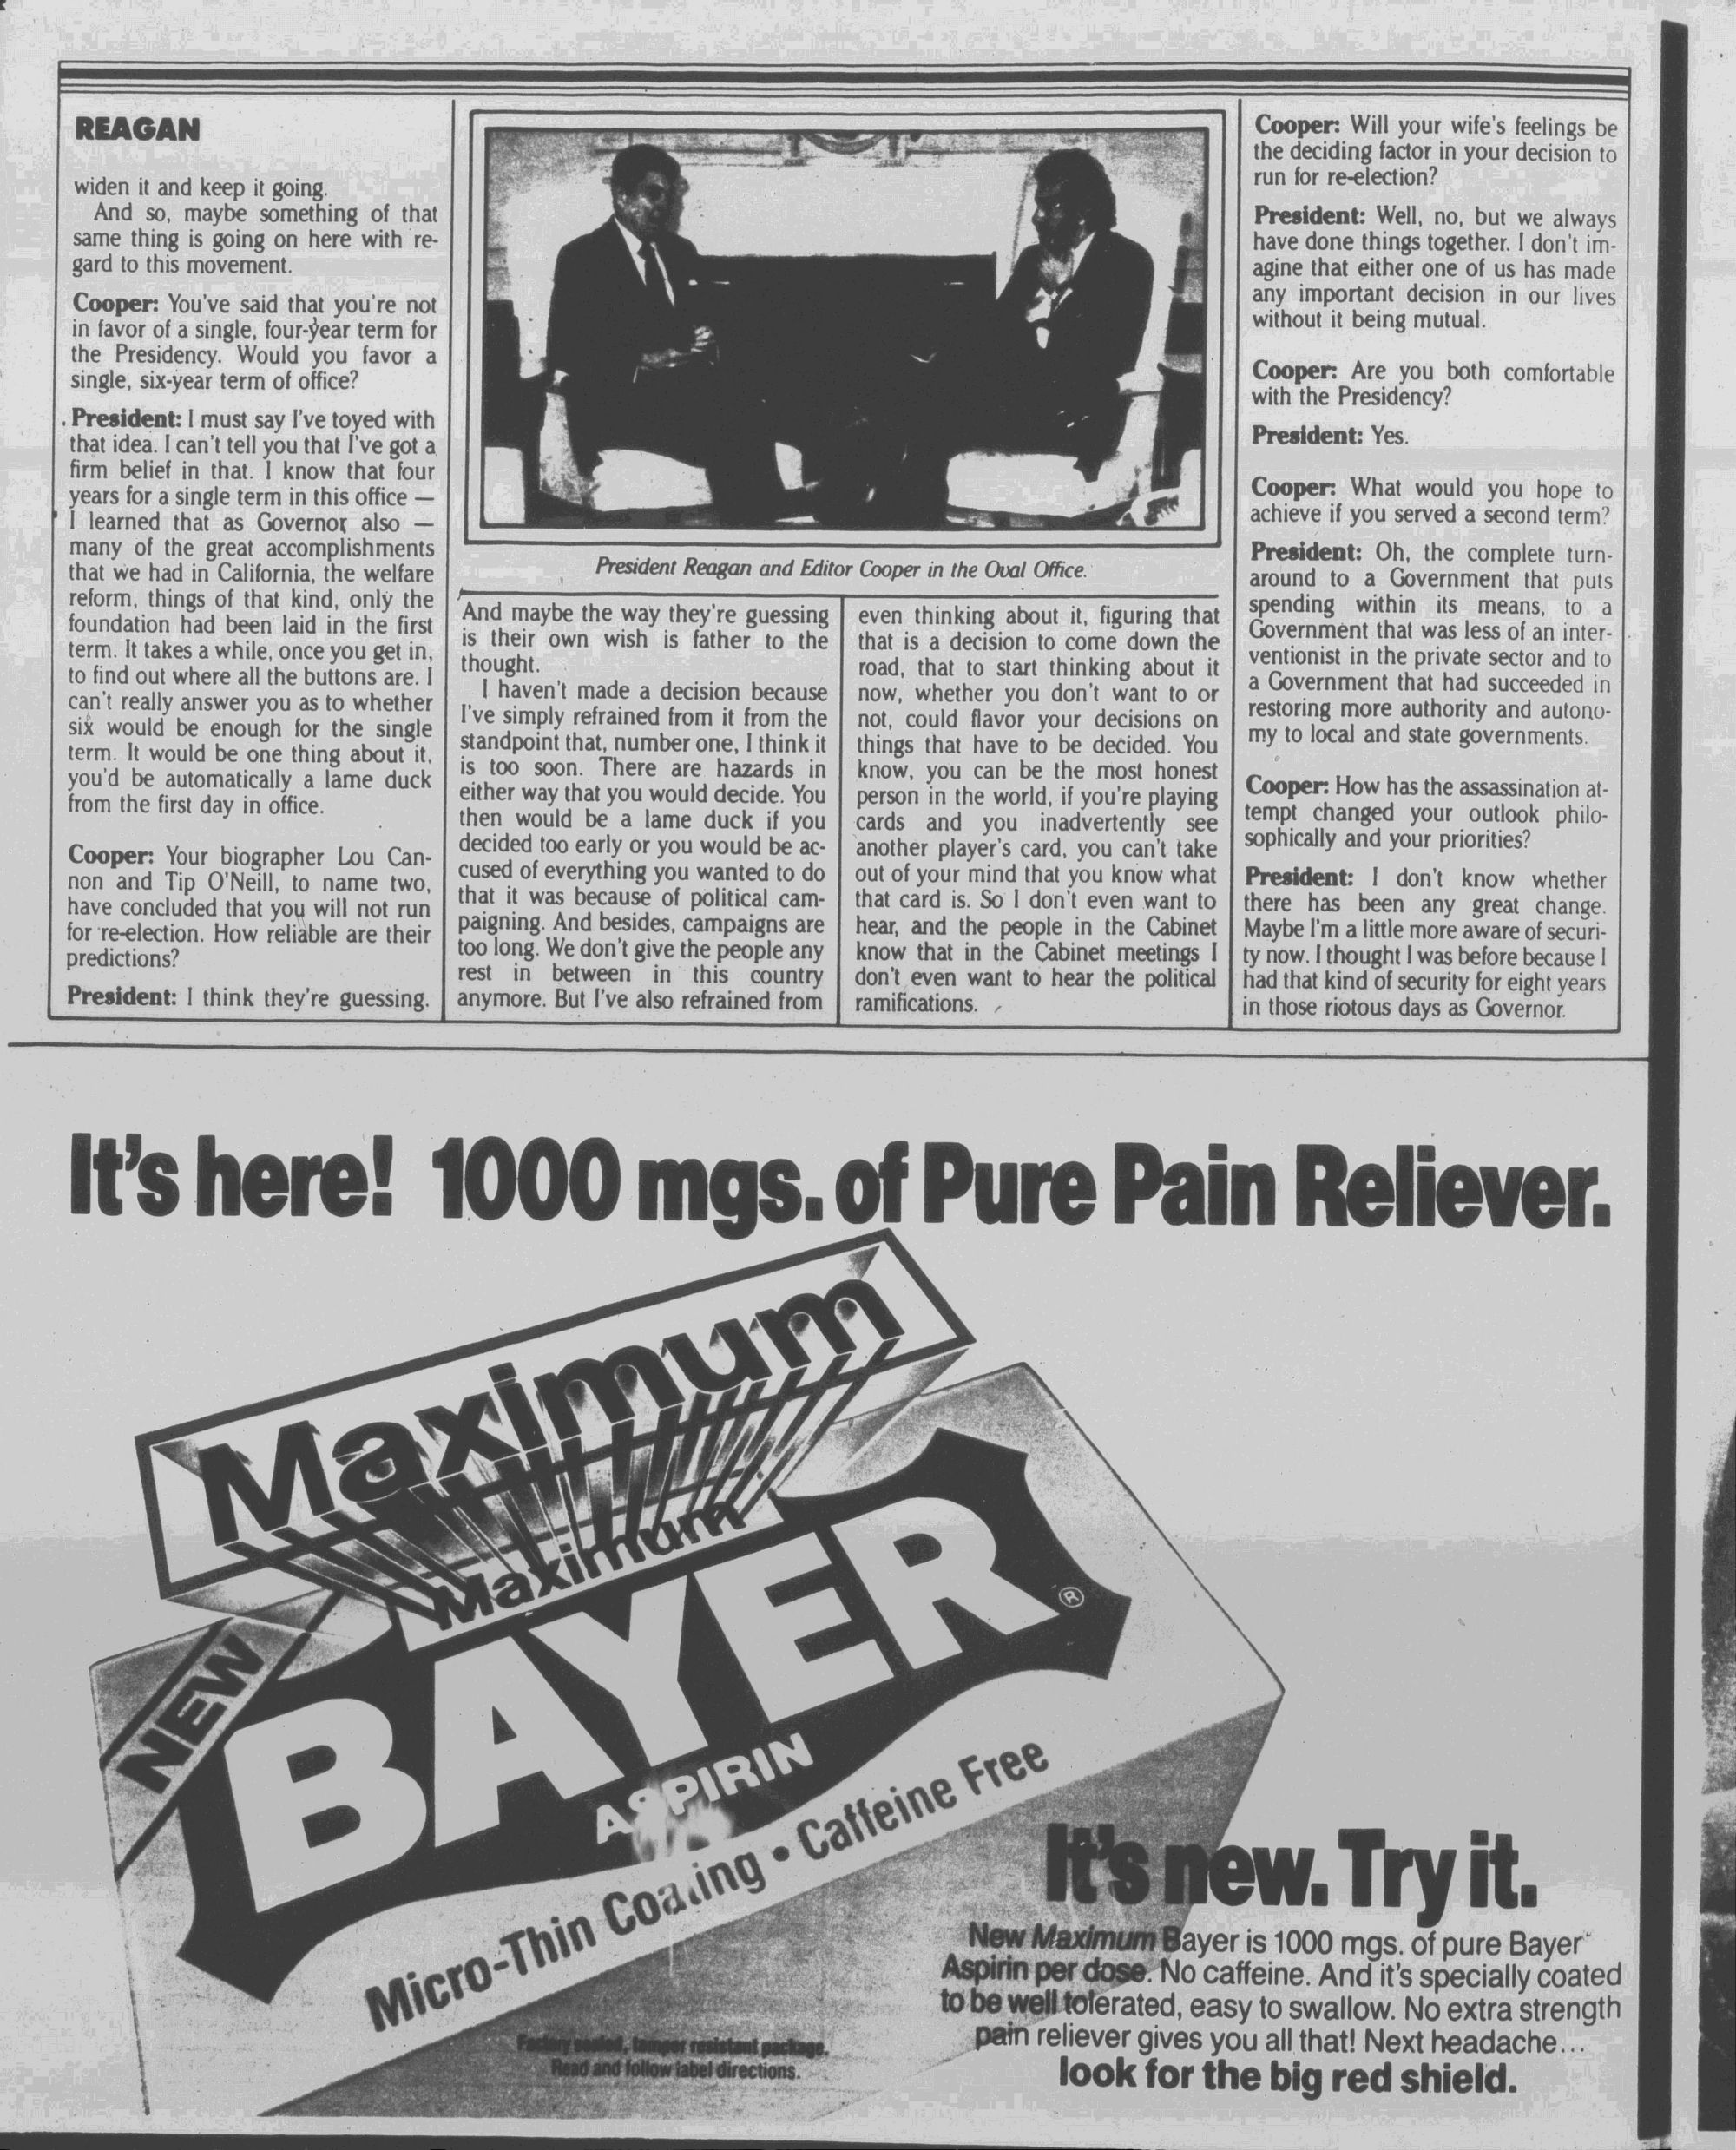 REAGAN
widen it and keep it going.
And so, maybe something of that
same thing is going on here with re-
gard to this movement.
Cooper: You've said that you're not
in favor of a single, four-year term for
the Presidency. Would you favor a
single, six-year term of office?
President: I must say I've toyed with
that idea. I can't tell you that I've got a
firm belief in that. I know that four
years for a single term in this office —
I learned that as Governor also —
many of the great accomplishments
that we had in California, the welfare
reform, things of that kind, only the
foundation had been laid in the first
term. It takes a while, once you get in,
to find out where all the buttons are. I
can't really answer you as to whether
six would be enough for the single
term. It would be one thing about it,
you'd be automatically a lame duck
from the first day in office.
Cooper: Your biographer Lou Can-
non and Tip O'Neill, to name two,
have concluded that you will not run
for re-election. How reliable are their
predictions?
President: I think they're guessing.
President Reagan and Editor Cooper in the Oval Office.
And maybe the way they're guessing
is their own wish is father to the
thought.
I haven't made a decision because
I've simply refrained from it from the
standpoint that, number one, I think it
is too soon. There are hazards in
either way that you would decide. You
then would be a lame duck if you
decided too early or you would be ac-
cused of everything you wanted to do
that it was because of political cam-
paigning. And besides, campaigns are
too long. We don't give the people any
rest in between in this country
anymore. But I've also refrained from
even thinking about it, figuring that
that is a decision to come down the
road, that to start thinking about it
now, whether you don't want to or
not, could flavor your decisions on
things that have to be decided. You
know, you can be the most honest
person in the world, if you're playing
cards and you inadvertently see
another player's card, you can't take
out of your mind that you know what
that card is. So I don't even want to
hear, and the people in the Cabinet
know that in the Cabinet meetings I
don't even want to hear the political
ramifications.
Cooper: Will your wife's feelings be
the deciding factor in your decision to
run for re-election?
President: Well, no, but we always
have done things together. I don't im-
agine that either one of us has made
any important decision in our lives
without it being mutual.
Cooper: Are you both comfortable
with the Presidency?
President: Yes.
Cooper: What would you hope to
achieve if you served a second term?
President: Oh, the complete turn-
around to a Government that puts
spending within its means, to a
Government that was less of an inter-
ventionist in the private sector and to
a Government that had succeeded in
restoring more authority and autono-
my to local and state governments.
Cooper: How has the assassination at-
tempt changed your outlook philo-
sophically and your priorities?
President: I don't know whether
there has been any great change.
Maybe I'm a little more aware of securi-
ty now. I thought I was before because I
had that kind of security for eight years
in those riotous days as Governor.
It's here! 1000 mgs. of Pure Pain Reliever.
Maximum
Maximum
NEW
BAYER®
ASPIRIN
Micro-Thin Coating • Caffeine Free
Factory sealed, tamper resistant package.
Read and follow label directions.
It's new. Try it.
New Maximum Bayer is 1000 mgs. of pure Bayer
Aspirin per dose. No caffeine. And it's specially coated
to be well tolerated, easy to swallow. No extra strength
pain reliever gives you all that! Next headache...
look for the big red shield.